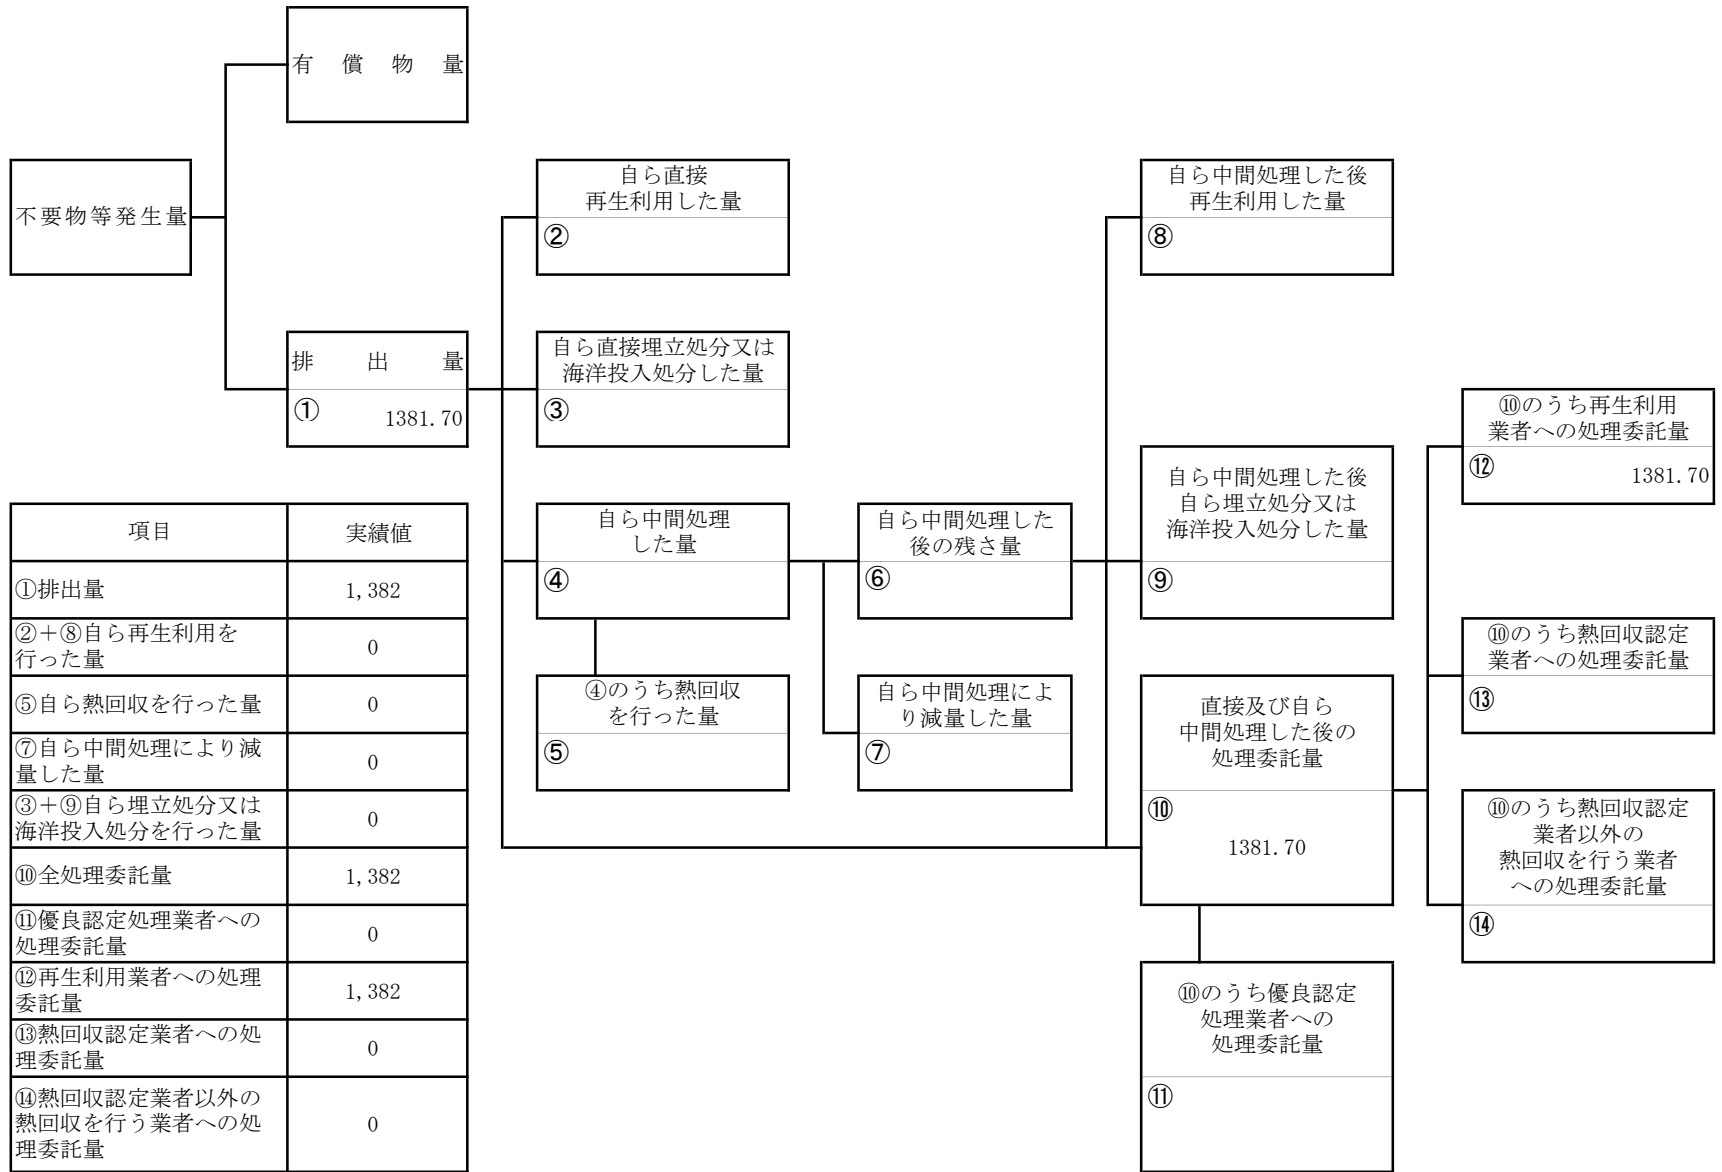 有償物量
不要物等発生量
自ら直接
再生利用した量
②
自ら中間処理した後
再生利用した量
⑧
排出量
① 1381.70
自ら直接埋立処分又は
海洋投入処分した量
③
⑩のうち再生利用
業者への処理委託量
⑫ 1381.70
自ら中間処理
した量
④
自ら中間処理した
後の残さ量
⑥
自ら中間処理した後
自ら埋立処分又は
海洋投入処分した量
⑨
⑩のうち熱回収認定
業者への処理委託量
⑬
④のうち熱回収
を行った量
⑤
自ら中間処理によ
り減量した量
⑦
直接及び自ら
中間処理した後の
処理委託量
⑩
1381.70
⑩のうち熱回収認定
業者以外の
熱回収を行う業者
への処理委託量
⑭
⑩のうち優良認定
処理業者への
処理委託量
⑪
項目 実績値
①排出量 1,382
②+⑧自ら再生利用を
行った量 0
⑤自ら熱回収を行った量 0
⑦自ら中間処理により減
量した量 0
③+⑨自ら埋立処分又は
海洋投入処分を行った量 0
⑩全処理委託量 1,382
⑪優良認定処理業者への
処理委託量 0
⑫再生利用業者への処理
委託量 1,382
⑬熱回収認定業者への処
理委託量 0
⑭熱回収認定業者以外の
熱回収を行う業者への処
理委託量 0